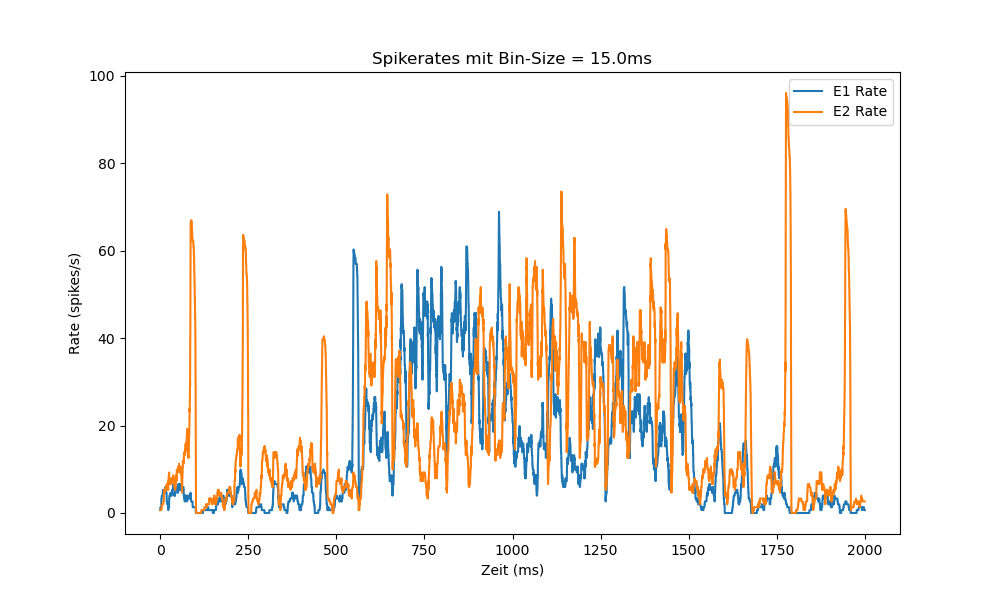 Spikerates mit Bin-Size = 15.0ms
100
80
60
40
20
0
Rate (spikes/s)
E1 Rate
E2 Rate
0 250 500 750 1000 1250 1500 1750 2000
Zeit (ms)